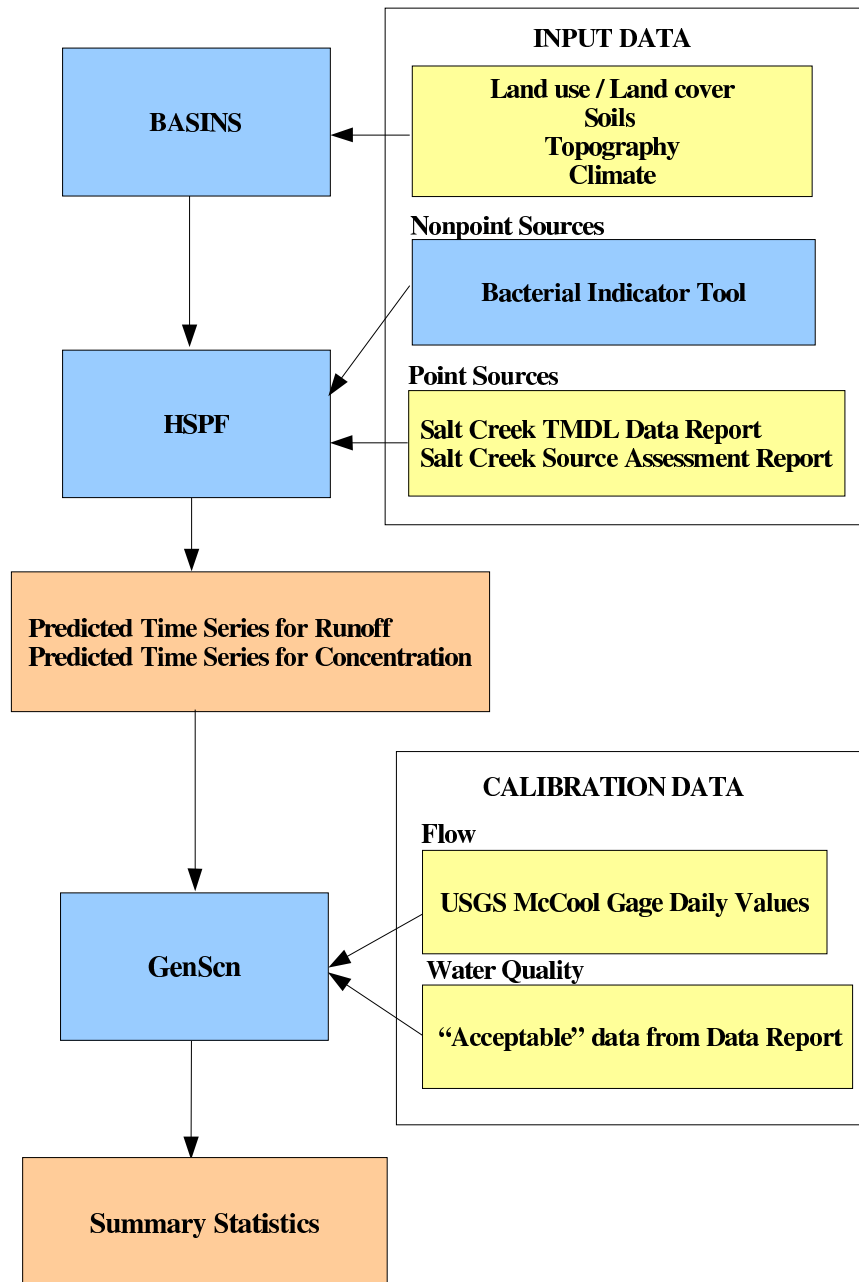 INPUT DATA
BASINS
Land use / Land cover
Soils
Topography
Climate
Nonpoint Sources
Bacterial Indicator Tool
Point Sources
HSPF
Salt Creek TMDL Data Report
Salt Creek Source Assessment Report
Predicted Time Series for Runoff
Predicted Time Series for Concentration
CALIBRATION DATA
Flow
USGS McCool Gage Daily Values
GenScn
Water Quality
“Acceptable” data from Data Report
Summary Statistics